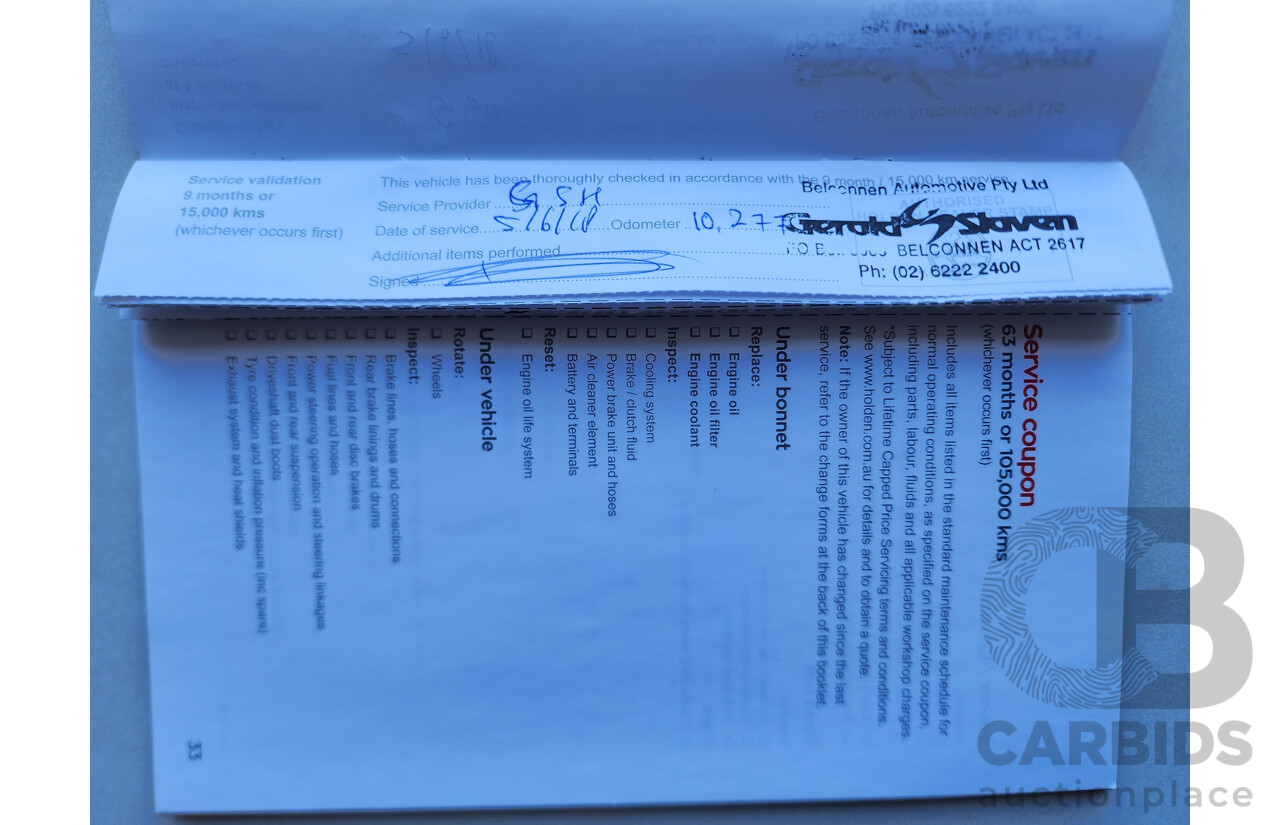 Service validation
9 months or
15,000 kms
(whichever occurs first)
This vehicle has been thoroughly checked in accordance with the 9 month / 15,000 km service.
Service Provider
Date of service 5/6/18 Odometer 10,277
Additional items performed
Signed
AUTHORISED
Belconnen Automotive Pty Ltd
Gerald Slaven
BELCONNEN ACT 2617
Ph: (02) 6222 2400
Service coupon
63 months or 105,000 kms
(whichever occurs first)
Includes all items listed in the standard maintenance schedule for
normal operating conditions, as specified on the service coupon,
including parts, labour, fluids and all applicable workshop charges.
*Subject to Lifetime Capped Price Servicing terms and conditions.
See www.holden.com.au for details and to obtain a quote.
Note: If the owner of this vehicle has changed since the last
service, refer to the change forms at the back of this booklet.
Under bonnet
Replace:
❑ Engine oil
❑ Engine oil filter
❑ Engine coolant
Inspect:
❑ Cooling system
❑ Brake / clutch fluid
❑ Power brake unit and hoses
❑ Air cleaner element
❑ Battery and terminals
Reset:
❑ Engine oil life system
Under vehicle
Rotate:
❑ Wheels
Inspect:
❑ Brake lines, hoses and connections
❑ Rear brake linings and drums
❑ Front and rear disc brakes
❑ Fuel lines and hoses
❑ Power steering operation and steering linkages
❑ Front and rear suspension
❑ Driveshaft dust boots
❑ Tyre condition and inflation pressure (inc spare)
❑ Exhaust system and heat shields
33
CARBIDS
auctionplace